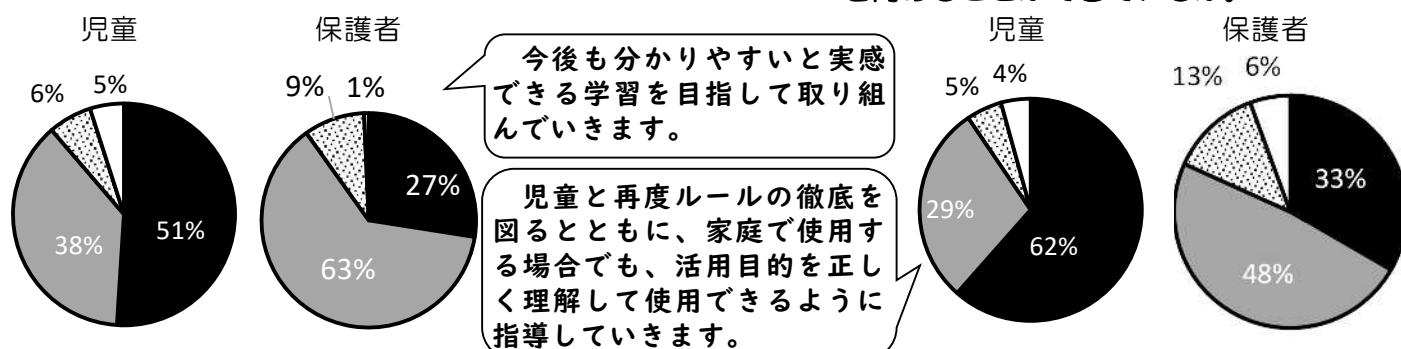 児童
保護者
6%
5%
38%
51%
9%
1%
27%
63%
今後も分かりやすいと実感
できる学習を目指して取り組
んでいきます。
児童と再度ルールの徹底を
図るとともに、家庭で使用す
る場合でも、活用目的を正し
く理解して使用できるように
指導していきます。
児童
保護者
5%
4%
29%
62%
13%
6%
33%
48%